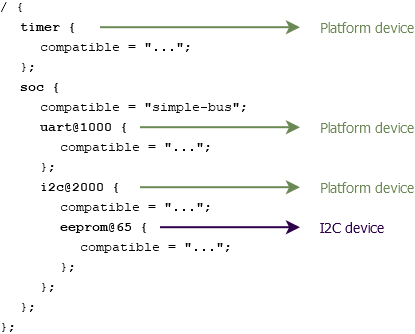 / {
timer { Platform device
compatible = "...";
};
soc {
compatible = "simple-bus";
uart@1000 { Platform device
compatible = "...";
};
i2c@2000 { Platform device
compatible = "...";
eeprom@65 { I2C device
compatible = "...";
};
};
};
};